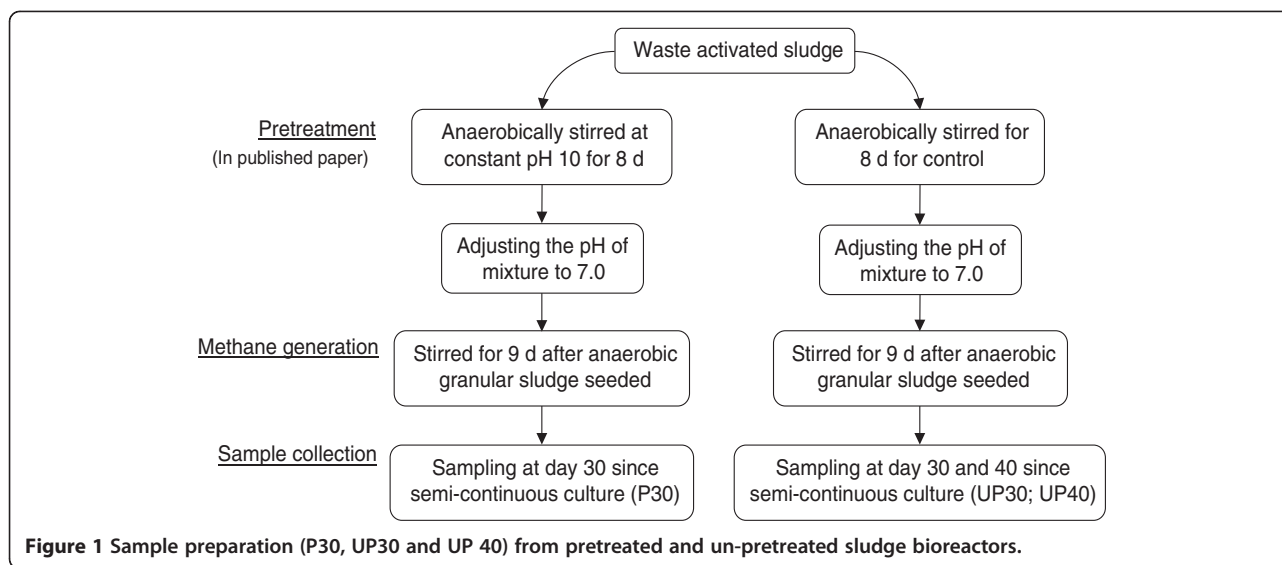 Waste activated sludge
Pretreatment
(In published paper)
Anaerobically stirred at
constant pH 10 for 8 d
Anaerobically stirred for
8 d for control
Adjusting the pH of
mixture to 7.0
Adjusting the pH of
mixture to 7.0
Methane generation
Stirred for 9 d after anaerobic
granular sludge seeded
Stirred for 9 d after anaerobic
granular sludge seeded
Sample collection
Sampling at day 30 since
semi-continuous culture (P30)
Sampling at day 30 and 40 since
semi-continuous culture (UP30; UP40)
Figure 1 Sample preparation (P30, UP30 and UP 40) from pretreated and un-pretreated sludge bioreactors.